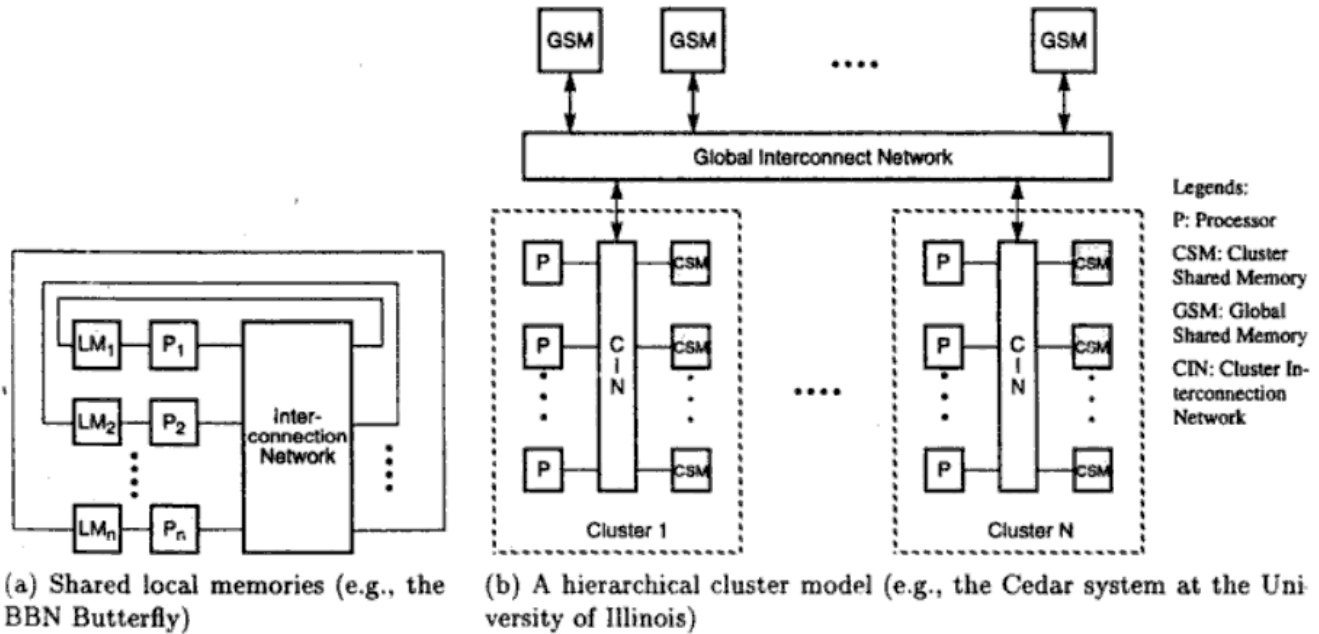 GSM GSM GSM
Global Interconnect Network
Legends:
P: Processor
CSM: Cluster
Shared Memory
GSM: Global
Shared Memory
CIN: Cluster In-
terconnection
Network
LM1 P1
LM2 P2
LMn Pn
Inter-
connection
Network
P CSM
P CSM
P CSM
C
I
N
Cluster 1
P CSM
P CSM
P CSM
C
I
N
Cluster N
(a) Shared local memories (e.g., the
BBN Butterfly)
(b) A hierarchical cluster model (e.g., the Cedar system at the Uni-
versity of Illinois)